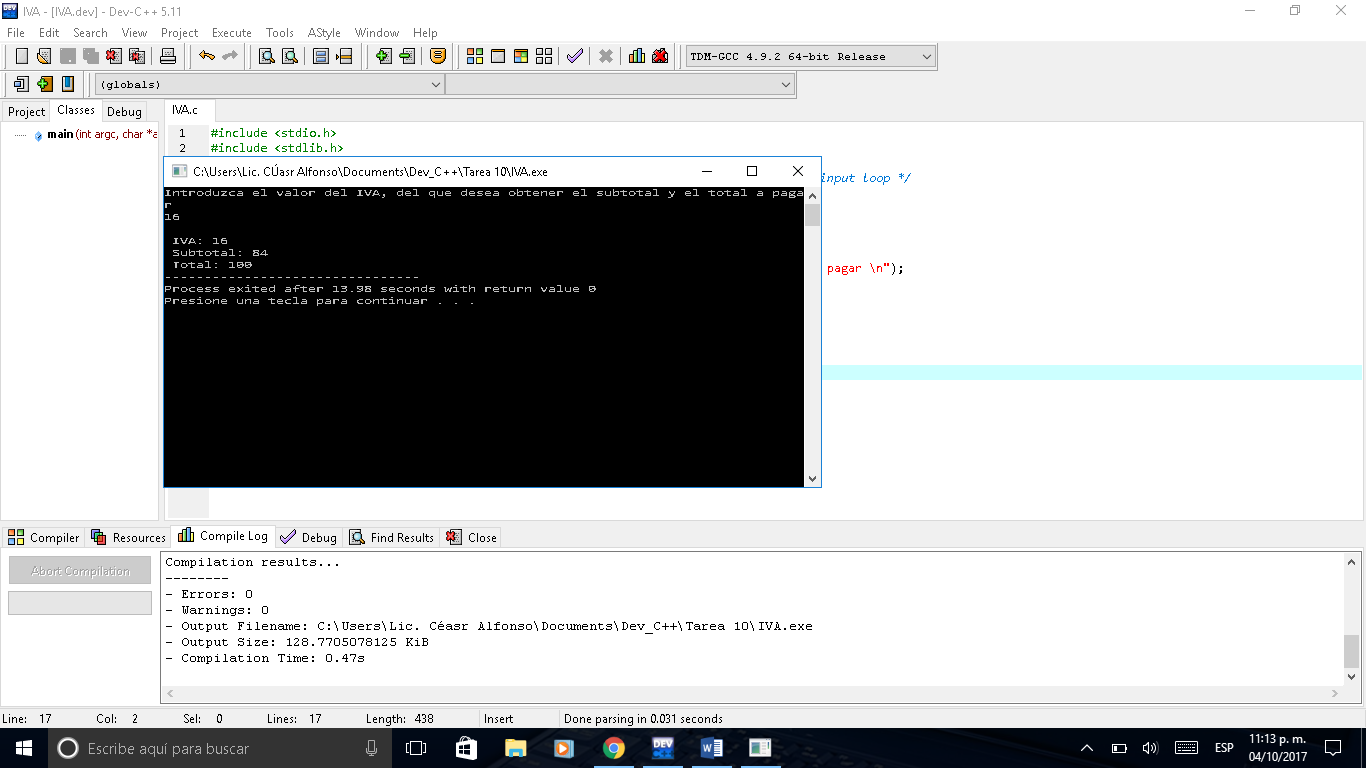 IVA - [IVA.dev] - Dev-C++ 5.11
File Edit Search View Project Execute Tools AStyle Window Help
TDM-GCC 4.9.2 64-bit Release
(globals)
Project Classes Debug
IVA.c
main (int argc, char *a
1 #include <stdio.h>
2 #include <stdlib.h>
C:\Users\Lic. CÚasr Alfonso\Documents\Dev_C++\Tarea 10\IVA.exe
input loop */
Introduzca el valor del IVA, del que desea obtener el subtotal y el total a paga
r
16
IVA: 16
Subtotal: 84
Total: 100
pagar \n");
--------------------------------
Process exited after 13.98 seconds with return value 0
Presione una tecla para continuar . . .
Compiler Resources Compile Log Debug Find Results Close
Abort Compilation
Compilation results...
--------
- Errors: 0
- Warnings: 0
- Output Filename: C:\Users\Lic. Céasr Alfonso\Documents\Dev_C++\Tarea 10\IVA.exe
- Output Size: 128.7705078125 KiB
- Compilation Time: 0.47s
Line: 17 Col: 2 Sel: 0 Lines: 17 Length: 438 Insert Done parsing in 0.031 seconds
Escribe aquí para buscar
ESP
11:13 p. m.
04/10/2017